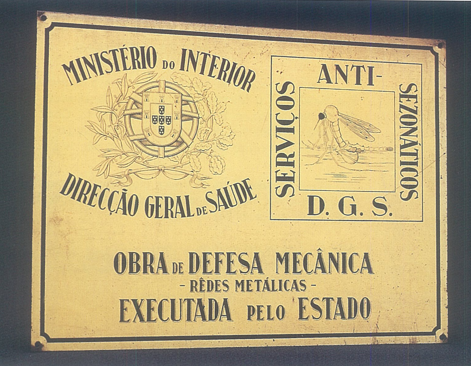 MINISTÉRIO DO INTERIOR
DIRECÇÃO GERAL DE SAÚDE
SERVIÇOS
ANTI-
SEZONÁTICOS
D. G. S.
OBRA DE DEFESA MECÂNICA
- RÊDES METÁLICAS -
EXECUTADA PELO ESTADO